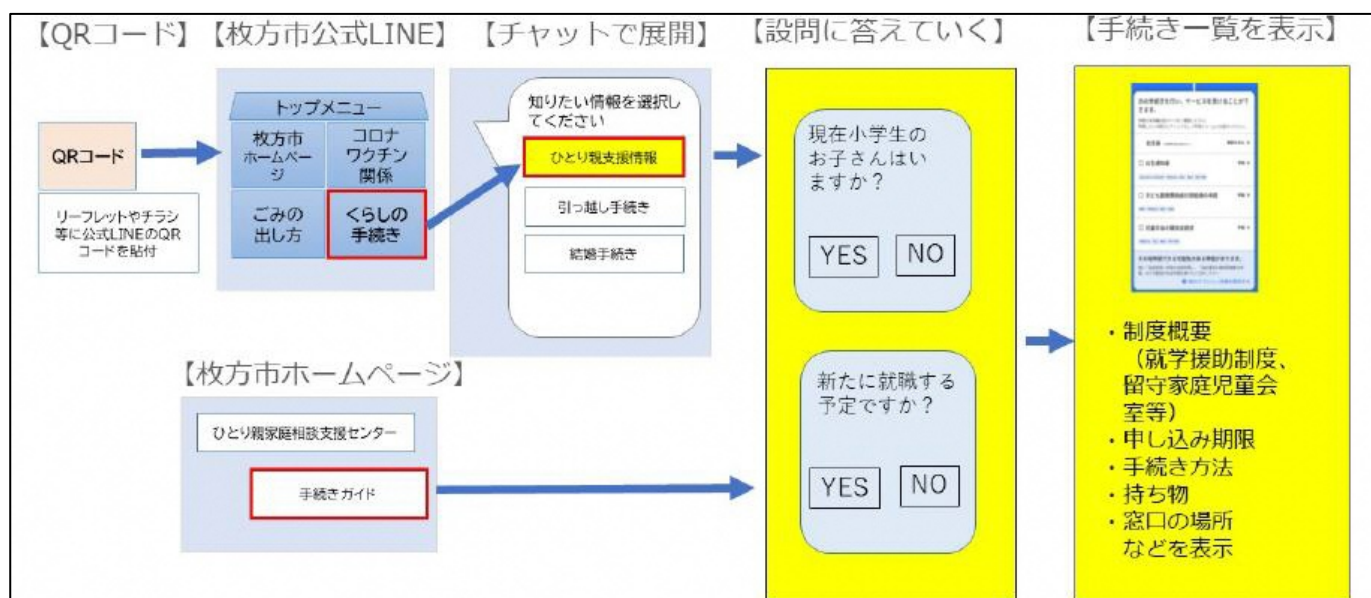 【QRコード】
【枚方市公式LINE】
【チャットで展開】
【設問に答えていく】
【手続き一覧を表示】
QRコード
リーフレットやチラシ
等に公式LINEのQR
コードを貼付
トップメニュー
枚方市
ホームペー
ジ
コロナ
ワクチン
関係
ごみの
出し方
くらしの
手続き
知りたい情報を選択し
てください
ひとり親支援情報
引っ越し手続き
結婚手続き
【枚方市ホームページ】
ひとり親家庭相談支援センター
手続きガイド
現在小学生の
お子さんはい
ますか?
YES
NO
新たに就職する
予定ですか?
YES
NO
・制度概要
(就学援助制度、
留守家庭児童会
室等)
・申し込み期限
・手続き方法
・持ち物
・窓口の場所
などを表示